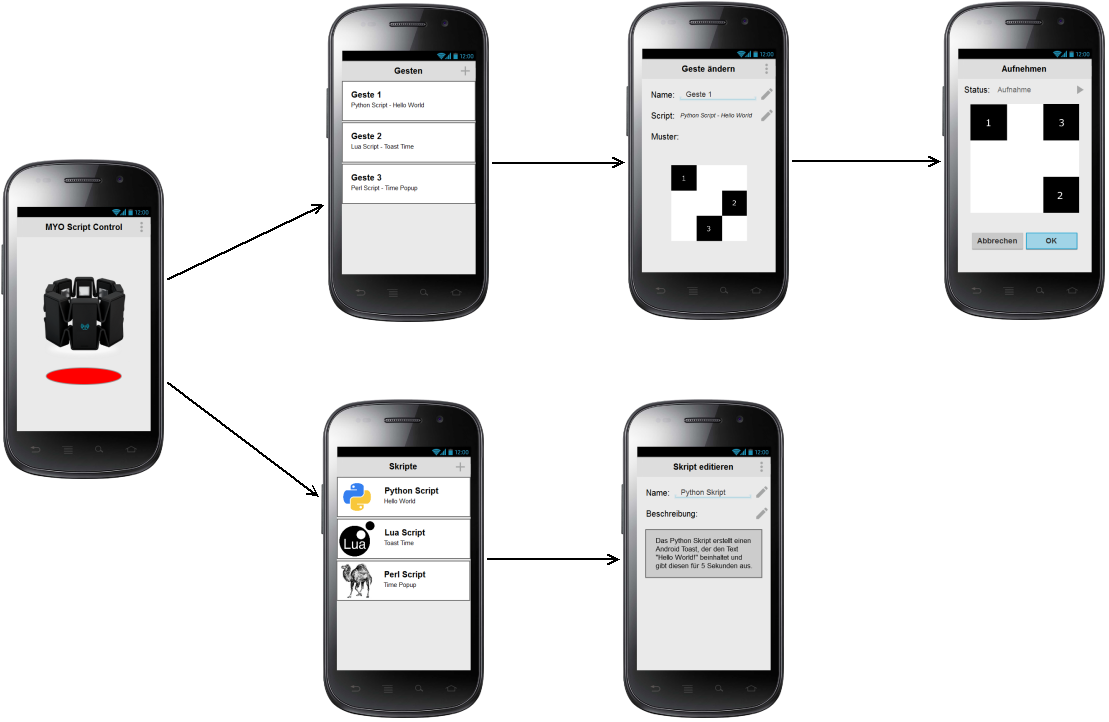 12:00
MYO Script Control
12:00
Gesten
Geste 1
Python Script - Hello World
Geste 2
Lua Script - Toast Time
Geste 3
Perl Script - Time Popup
12:00
Geste ändern
Name: Geste 1
Script: Python Script - Hello World
Muster:
1
2
3
12:00
Aufnehmen
Status: Aufnahme
1 3
2
Abbrechen OK
12:00
Skripte
Python Script
Hello World
Lua
Lua Script
Toast Time
Perl Script
Time Popup
12:00
Skript editieren
Name: Python Skript
Beschreibung:
Das Python Skript erstellt einen
Android Toast, der den Text
"Hello World!" beinhaltet und
gibt diesen für 5 Sekunden aus.